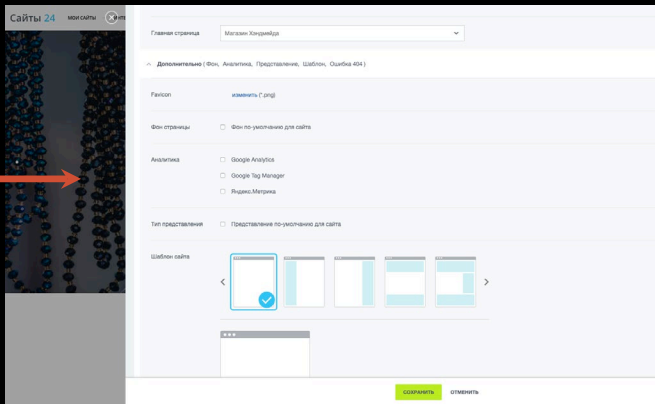 Сайты 24
МОИ САЙТЫ
Главная страница
Магазин Хэндмейда
Дополнительно ( Фон, Аналитика, Представление, Шаблон, Ошибка 404 )
Favicon
изменить (*.png)
Фон страницы
Фон по-умолчанию для сайта
Аналитика
Google Analytics
Google Tag Manager
Яндекс.Метрика
Тип представления
Представление по-умолчанию для сайта
Шаблон сайта
СОХРАНИТЬ
ОТМЕНИТЬ